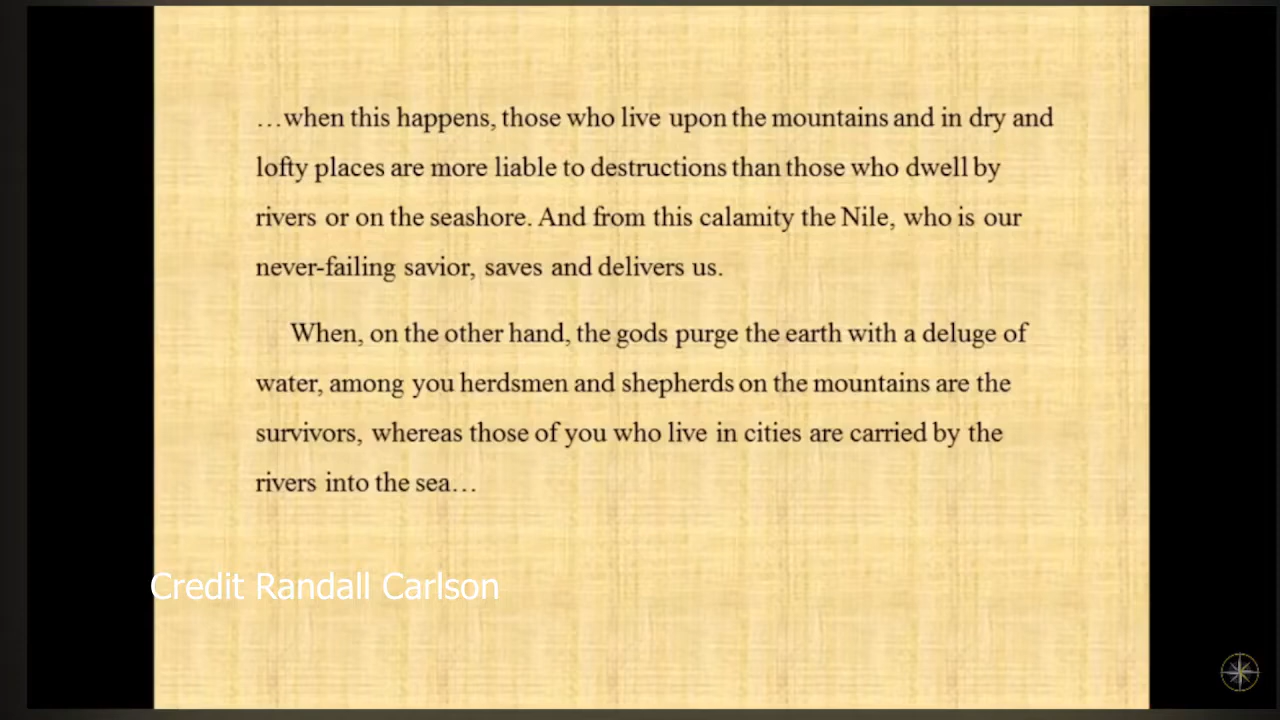 …when this happens, those who live upon the mountains and in dry and
lofty places are more liable to destructions than those who dwell by
rivers or on the seashore. And from this calamity the Nile, who is our
never-failing savior, saves and delivers us.
When, on the other hand, the gods purge the earth with a deluge of
water, among you herdsmen and shepherds on the mountains are the
survivors, whereas those of you who live in cities are carried by the
rivers into the sea…
Credit Randall Carlson